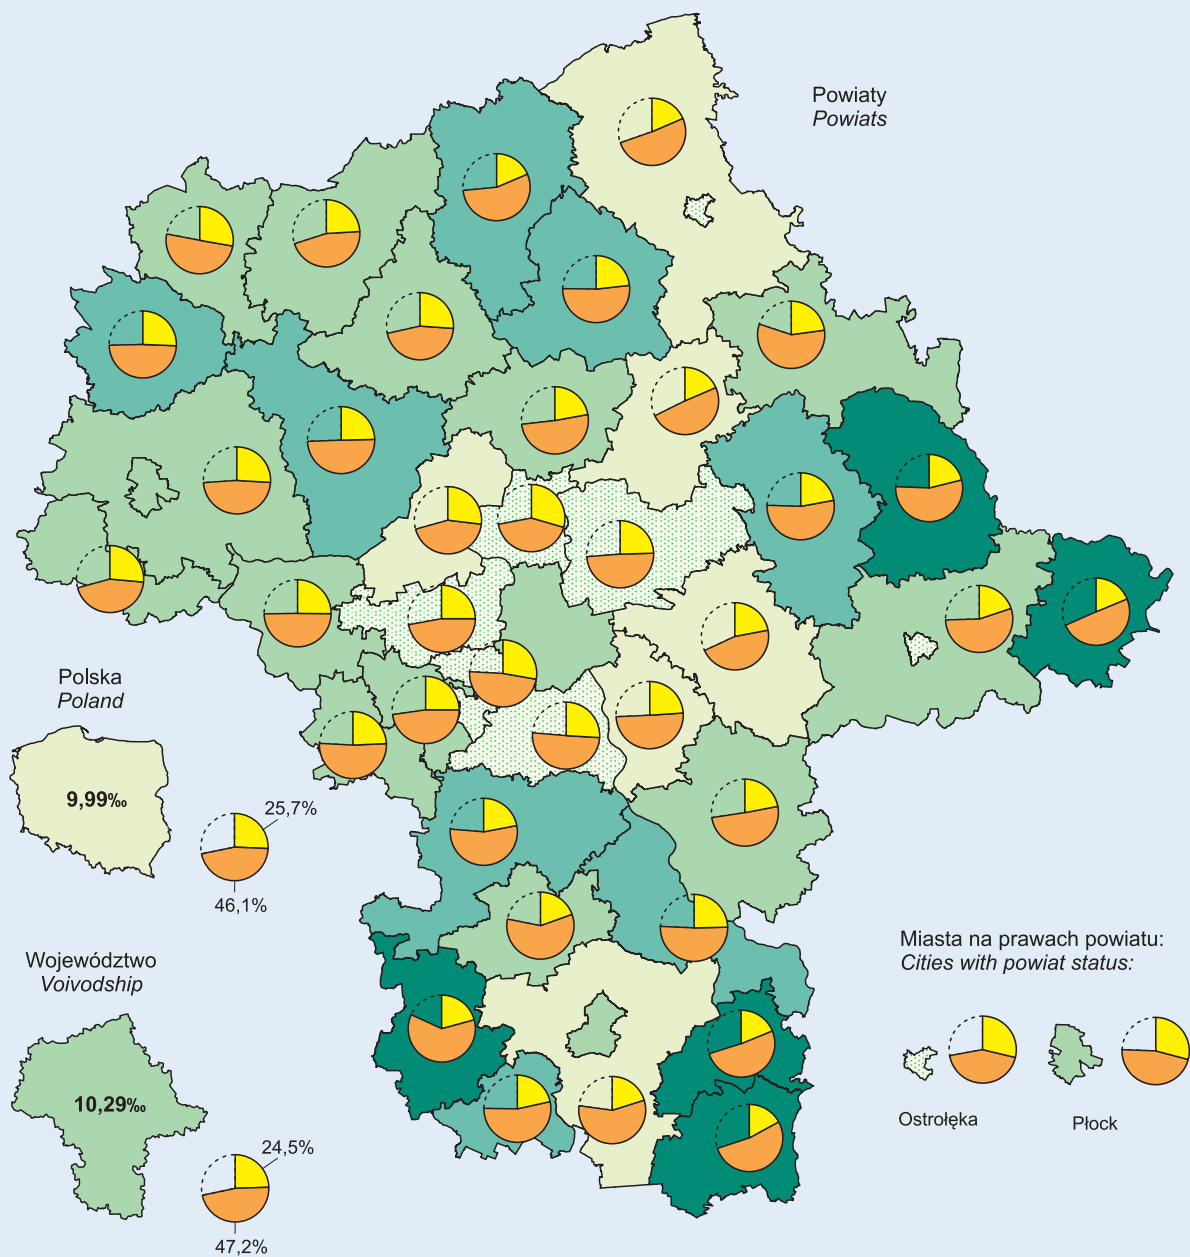 Powiaty
Powiats
Polska
Poland
9,99‰
25,7%
46,1%
Województwo
Voivodship
10,29‰
24,5%
47,2%
Miasta na prawach powiatu:
Cities with powiat status:
Ostrołęka
Płock